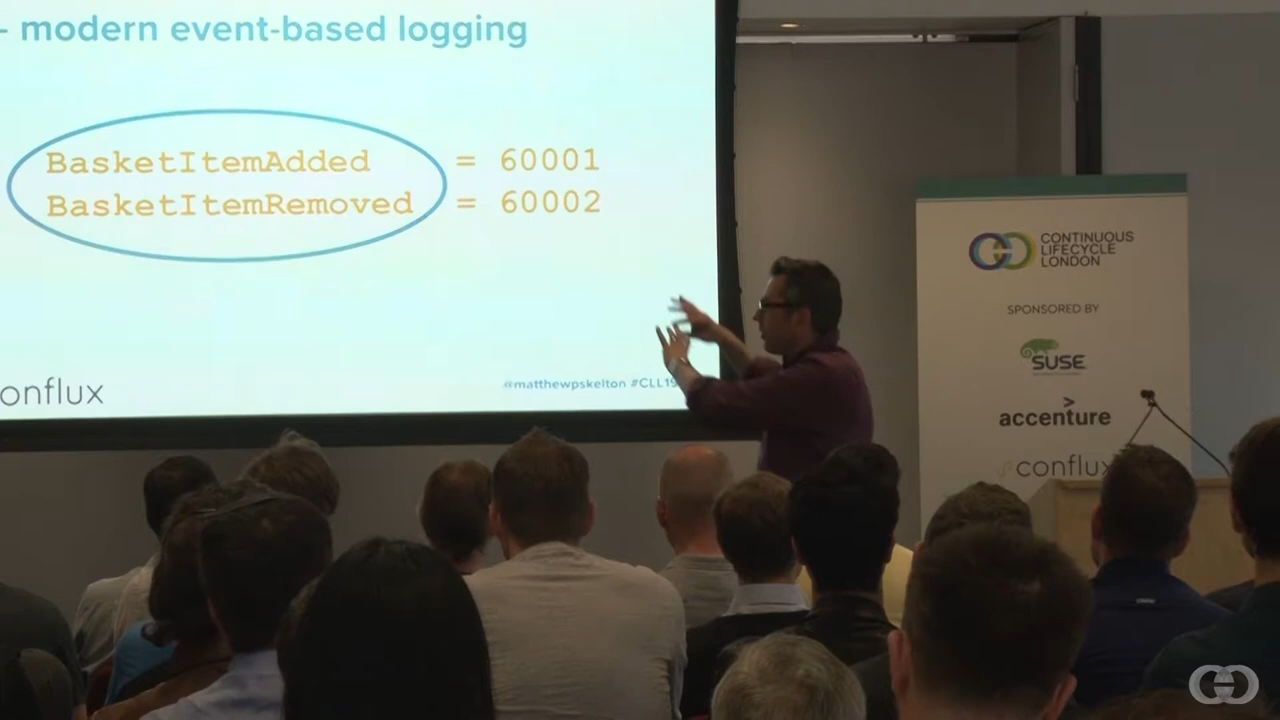 - modern event-based logging
BasketItemAdded = 60001
BasketItemRemoved = 60002
onflux
@matthewpskelton #CLL19
CONTINUOUS
LIFECYCLE
LONDON
SPONSORED BY
SUSE
accenture
conflux